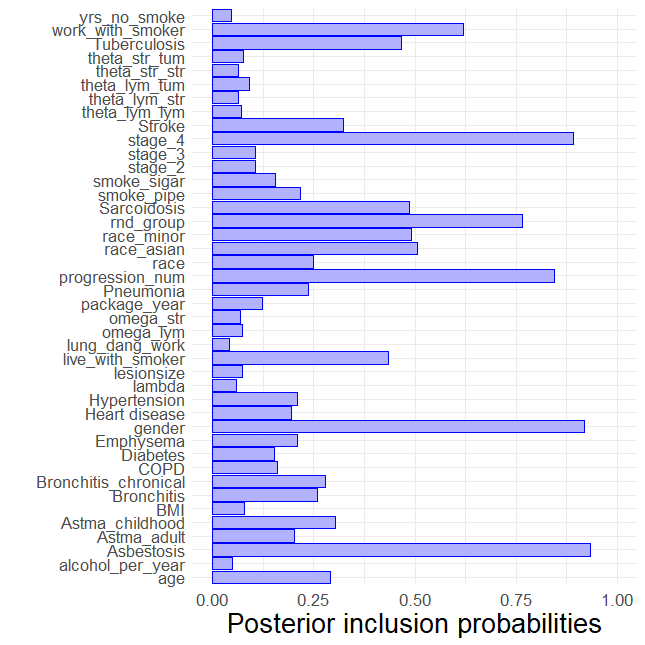 yrs_no_smoke
work_with_smoker
Tuberculosis
theta_str_tum
theta_str_str
theta_lym_tum
theta_lym_str
theta_lym_lym
Stroke
stage_4
stage_3
stage_2
smoke_sigar
smoke_pipe
Sarcoidosis
rnd_group
race_minor
race_asian
race
progression_num
Pneumonia
package_year
omega_str
omega_lym
lung_dang_work
live_with_smoker
lesionsize
lambda
Hypertension
Heart disease
gender
Emphysema
Diabetes
COPD
Bronchitis_chronical
Bronchitis
BMI
Astma_childhood
Astma_adult
Asbestosis
alcohol_per_year
age
0.00 0.25 0.50 0.75 1.00
Posterior inclusion probabilities